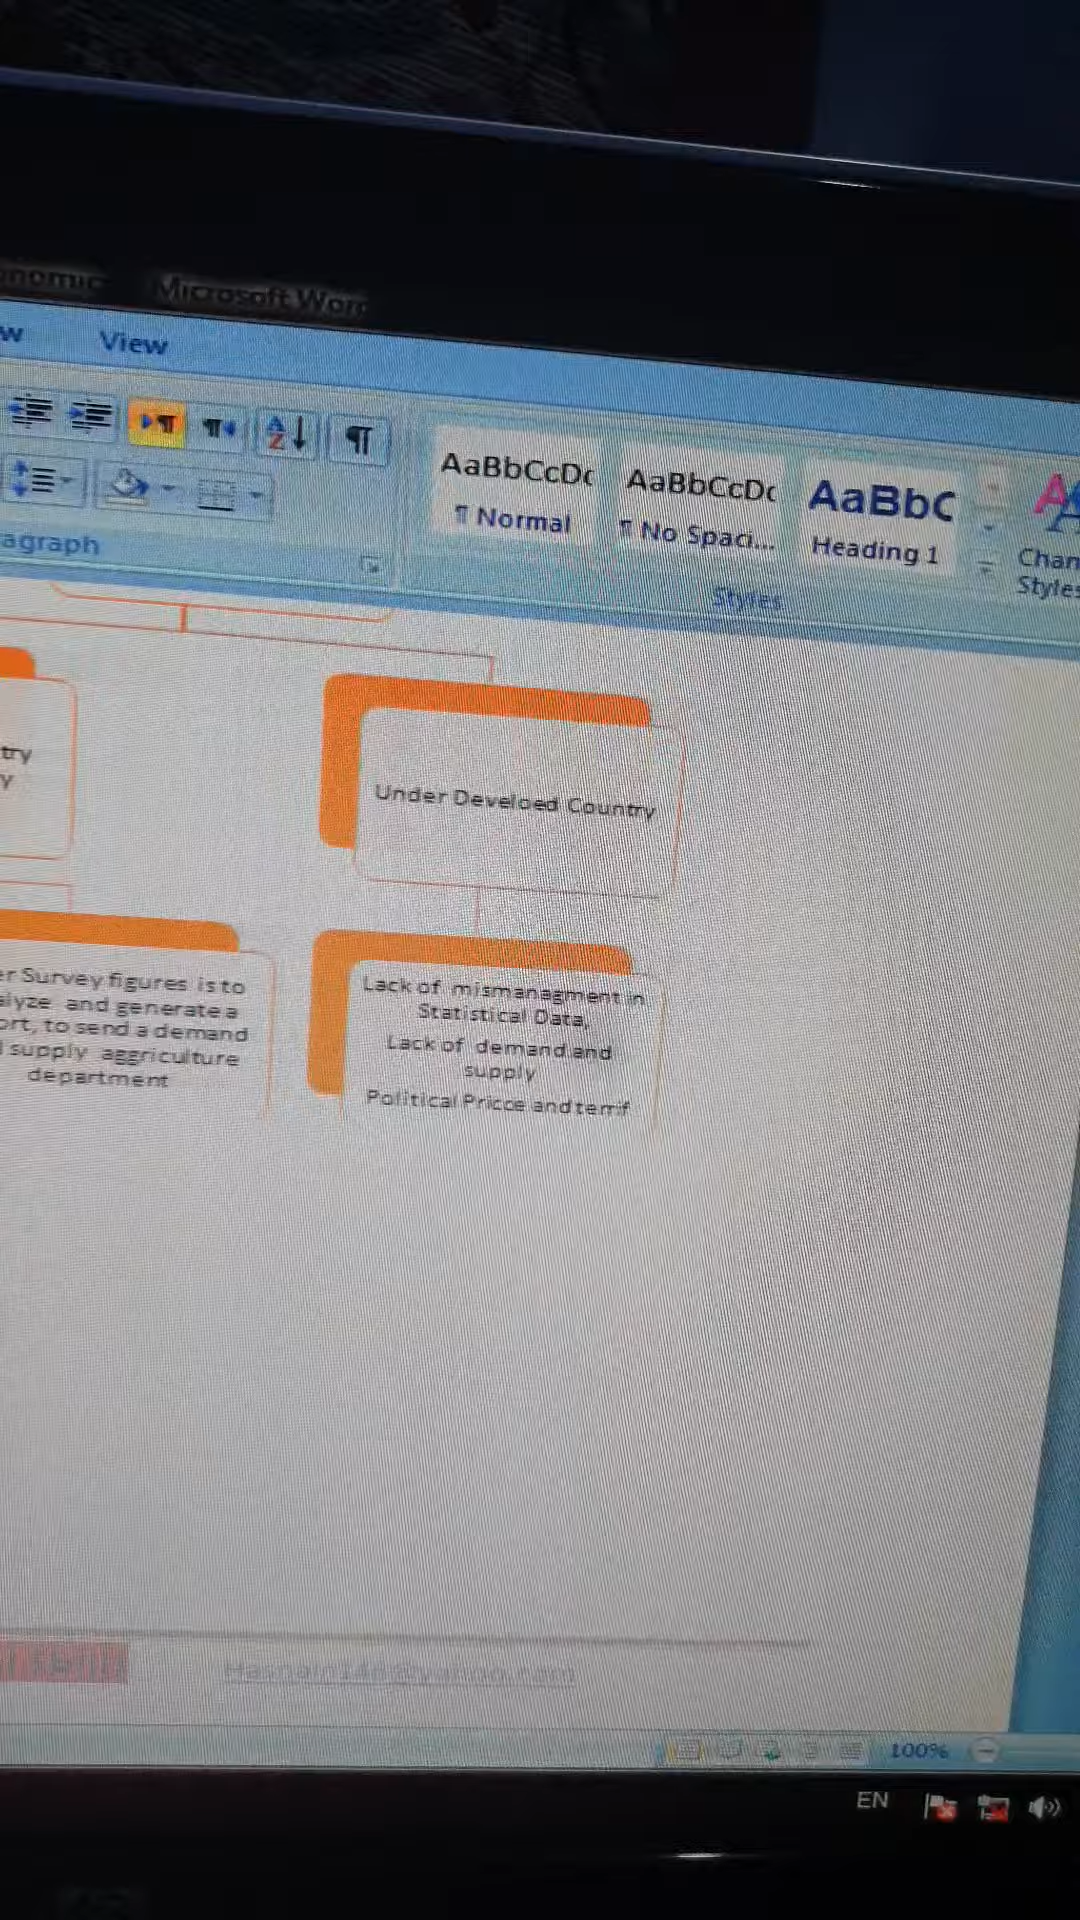 nomic
Microsoft Word
w
View
AaBbCcDc
AaBbCcDc
AaBbC
¶ Normal
¶ No Spaci...
Heading 1
Chan
Styles
agraph
Styles
try
y
Under Develoed Country
er Survey figures is to
alyze and generate a
ort, to send a demand
supply aggriculture
department
Lack of mismanagment in
Statistical Data,
Lack of demand and
supply
Political Pricce and terrif
100%
EN